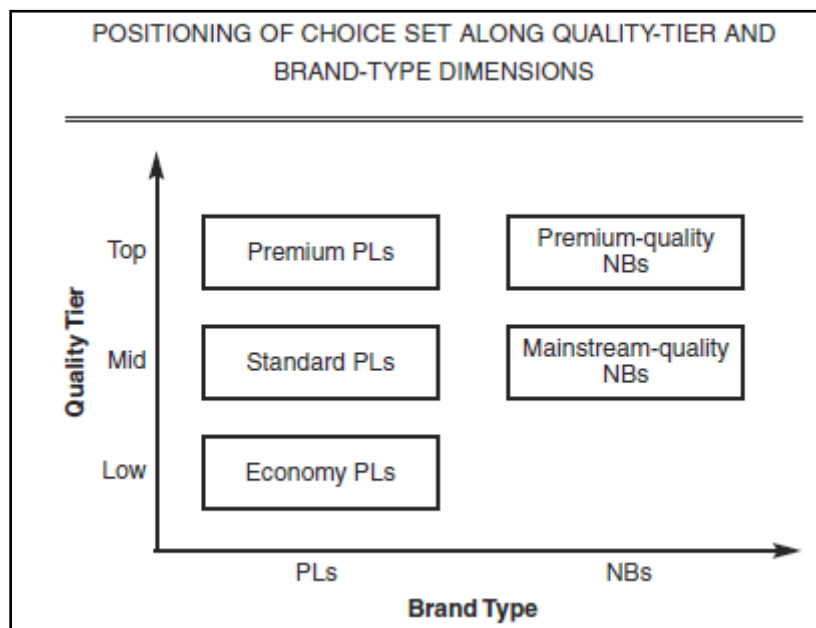 POSITIONING OF CHOICE SET ALONG QUALITY-TIER AND
BRAND-TYPE DIMENSIONS
Quality Tier
Top
Premium PLs
Premium-quality
NBs
Mid
Standard PLs
Mainstream-quality
NBs
Low
Economy PLs
PLs
NBs
Brand Type